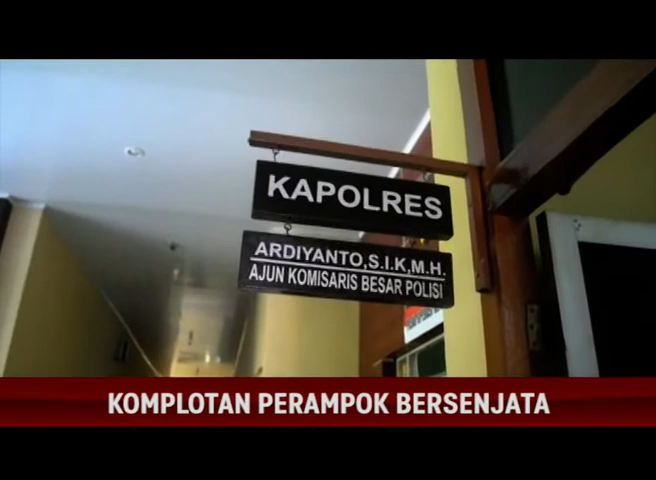 KAPOLRES
ARDIYANTO,S.I.K,M.H.
AJUN KOMISARIS BESAR POLISI
KOMPLOTAN PERAMPOK BERSENJATA